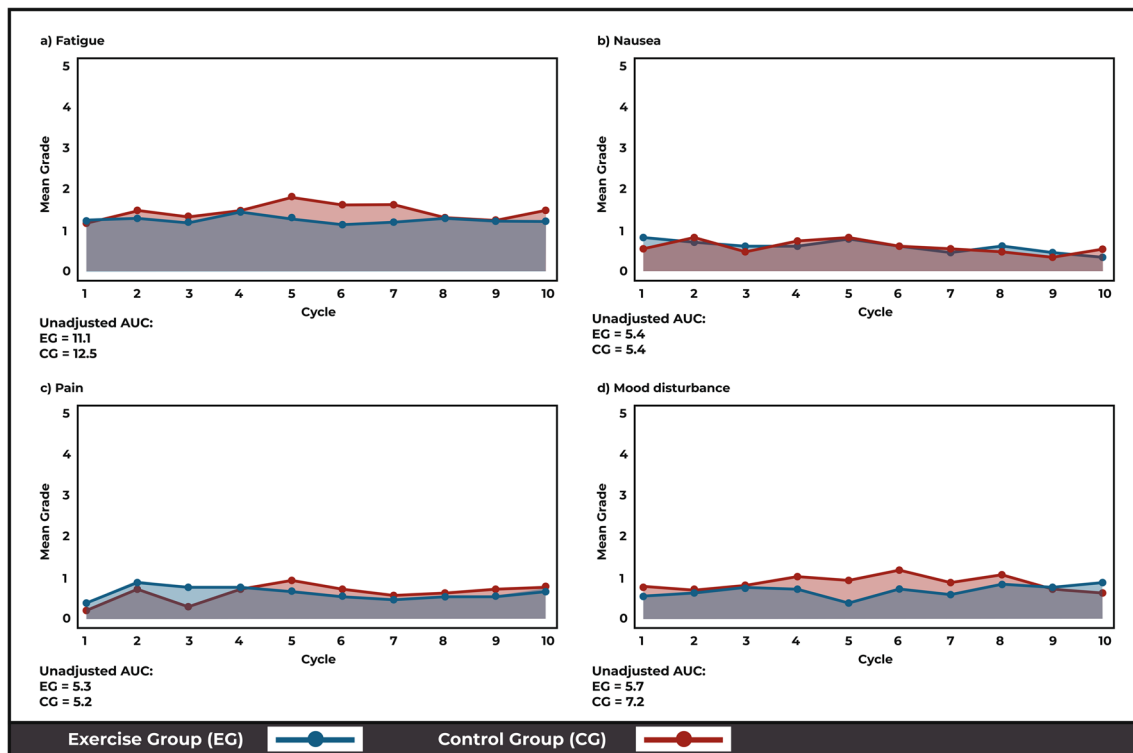 a) Fatigue
5
4
3
2
1
0
Mean Grade
1 2 3 4 5 6 7 8 9 10
Cycle
Unadjusted AUC:
EG = 11.1
CG = 12.5
b) Nausea
5
4
3
2
1
0
Mean Grade
1 2 3 4 5 6 7 8 9 10
Cycle
Unadjusted AUC:
EG = 5.4
CG = 5.4
c) Pain
5
4
3
2
1
0
Mean Grade
1 2 3 4 5 6 7 8 9 10
Cycle
Unadjusted AUC:
EG = 5.3
CG = 5.2
d) Mood disturbance
5
4
3
2
1
0
Mean Grade
1 2 3 4 5 6 7 8 9 10
Cycle
Unadjusted AUC:
EG = 5.7
CG = 7.2
Exercise Group (EG) Control Group (CG)